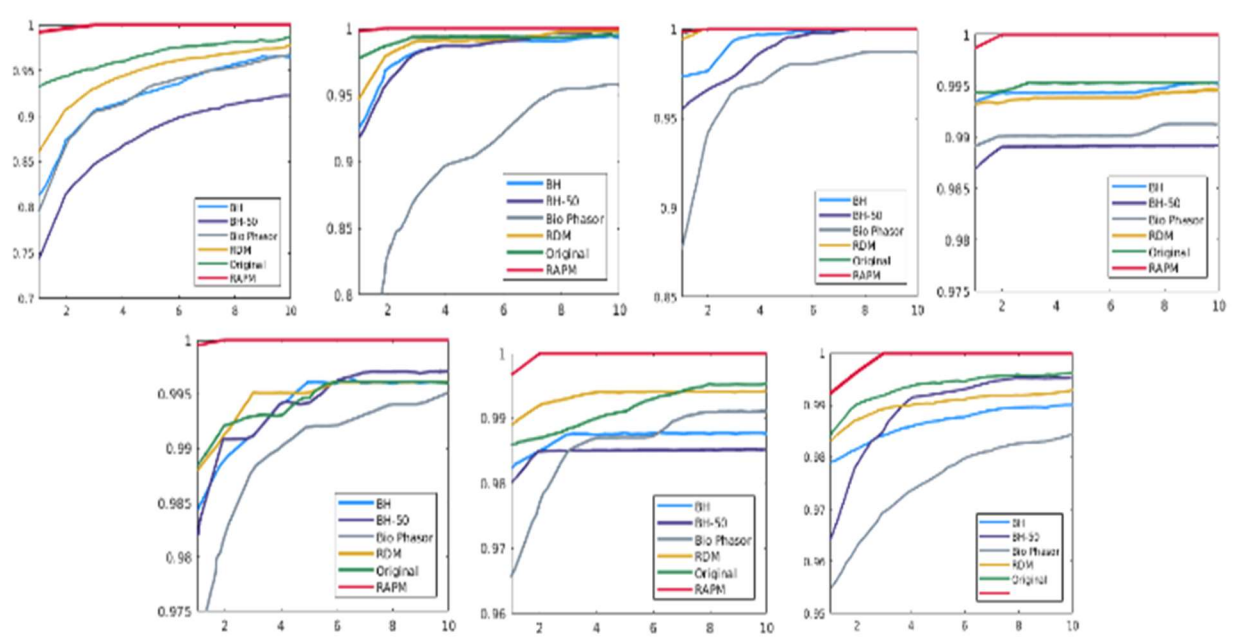 1
0.95
0.9
0.85
0.8
0.75
0.7
2 4 6 8 10
BH
BH-50
Bio Phasor
RDM
Original
RAPM
1
0.95
0.9
0.85
0.8
2 4 6 8 10
BH
BH-50
Bio Phasor
RDM
Original
RAPM
1
0.95
0.9
0.85
2 4 6 8 10
BH
BH-50
Bio Phasor
RDM
Original
RAPM
1
0.995
0.99
0.985
0.98
0.975
2 4 6 8 10
BH
BH-50
Bio Phasor
RDM
Original
RAPM
1
0.995
0.99
0.985
0.98
0.975
2 4 6 8 10
BH
BH-50
Bio Phasor
RDM
Original
RAPM
1
0.99
0.98
0.97
0.96
2 4 6 8 10
BH
BH-50
Bio Phasor
RDM
Original
RAPM
1
0.99
0.98
0.97
0.96
0.95
2 4 6 8 10
BH
BH-50
Bio Phasor
RDM
Original